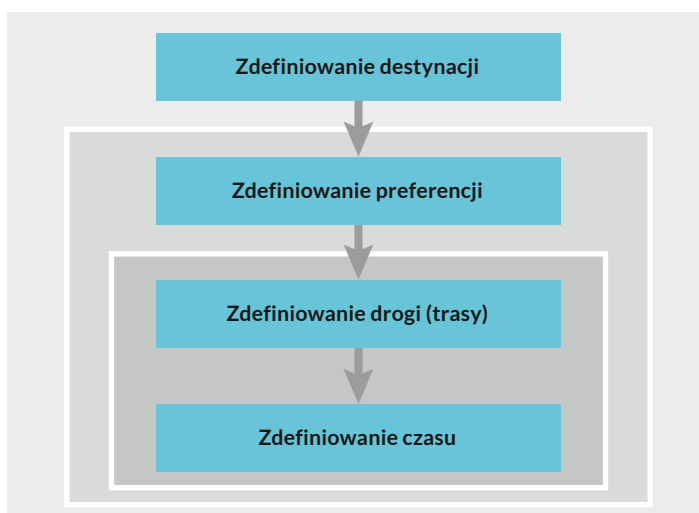 Zdefiniowanie destynacji
Zdefiniowanie preferencji
Zdefiniowanie drogi (trasy)
Zdefiniowanie czasu